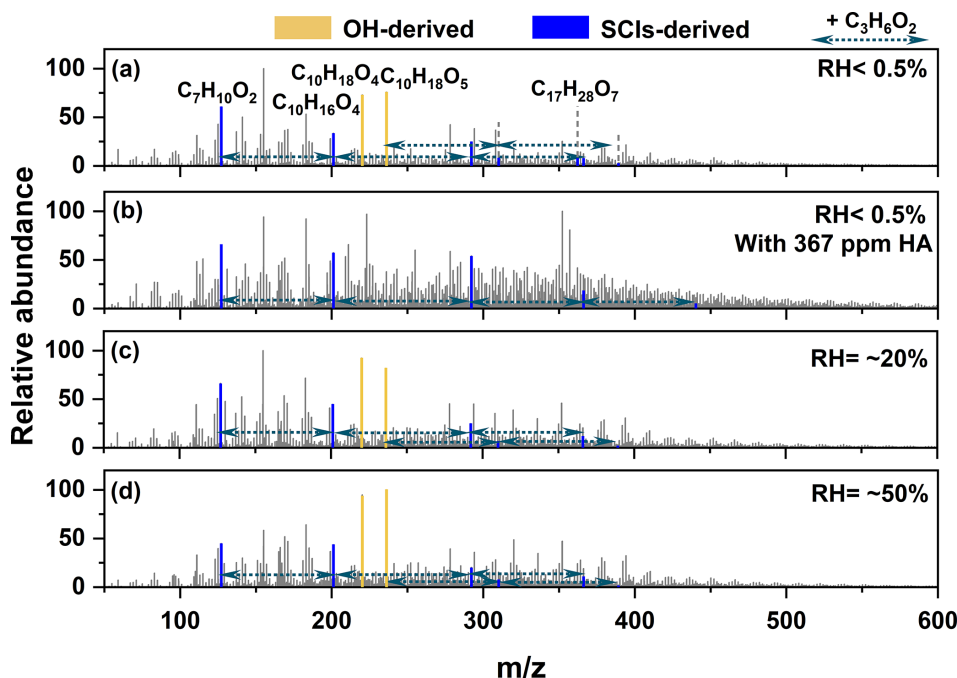 OH-derived
SCIs-derived
+ C3H6O2
(a)
RH< 0.5%
C7H10O2
C10H18O4C10H18O5
C10H16O4
C17H28O7
100
50
0
(b)
RH< 0.5%
With 367 ppm HA
100
50
0
(c)
RH= ~20%
100
50
0
(d)
RH= ~50%
100
50
0
100 200 300 400 500 600
Relative abundance
m/z